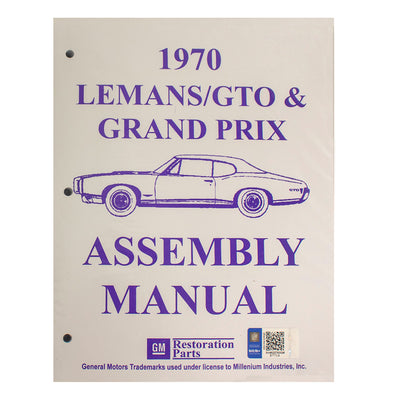 1970
LEMANS/GTO &
GRAND PRIX
GTO
ASSEMBLY
MANUAL
GM Restoration
Parts
General Motors Trademarks used under license to Millenium Industries, Inc.